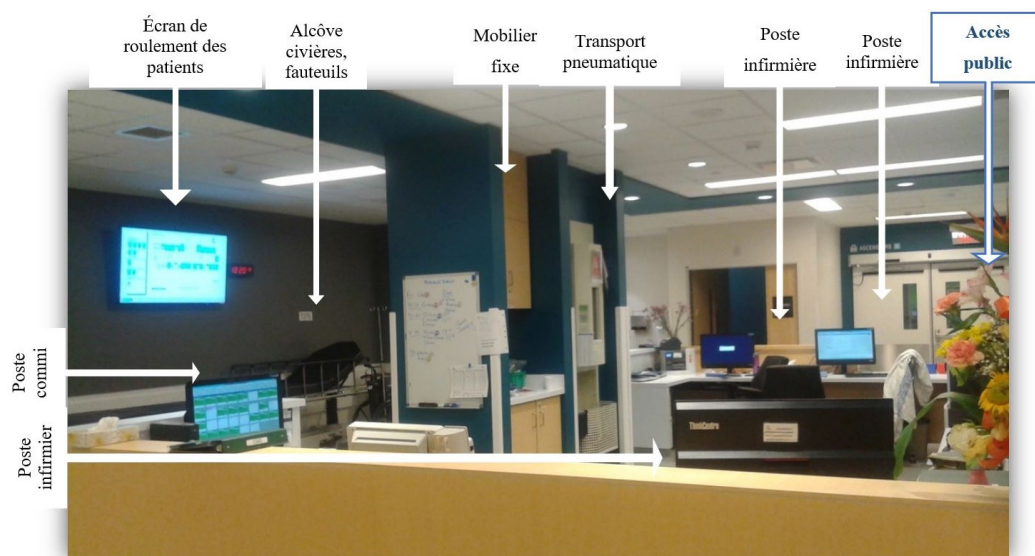 Écran de
roulement des
patients
Alcôve
civières,
fauteuils
Mobilier
fixe
Transport
pneumatique
Poste
infirmière
Poste
infirmière
Accès
public
ASCENSEURS
Poste
commi
Poste
infirmier
ThinkCentre